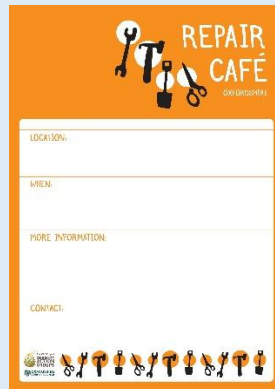 REPAIR
CAFÉ
OXFORDSHIRE
LOCATION:
WHEN:
MORE INFORMATION:
CONTACT: